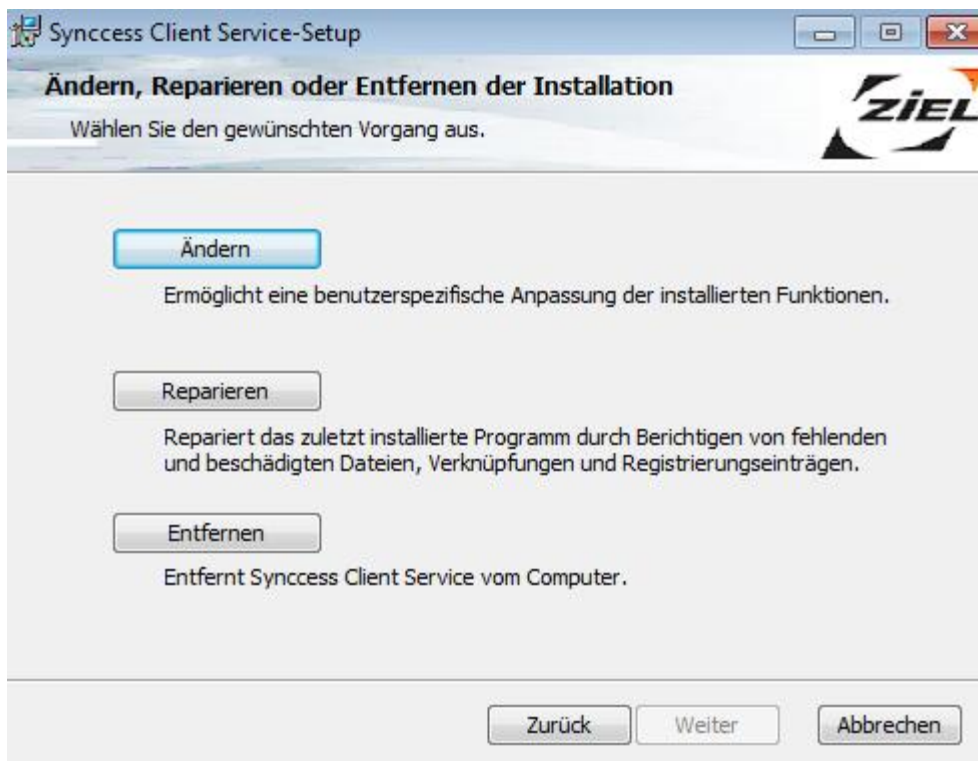 Synccess Client Service-Setup
Ändern, Reparieren oder Entfernen der Installation
Wählen Sie den gewünschten Vorgang aus.
ZIEL
Ändern
Ermöglicht eine benutzerspezifische Anpassung der installierten Funktionen.
Reparieren
Repariert das zuletzt installierte Programm durch Berichtigen von fehlenden
und beschädigten Dateien, Verknüpfungen und Registrierungseinträgen.
Entfernen
Entfernt Synccess Client Service vom Computer.
Zurück
Weiter
Abbrechen